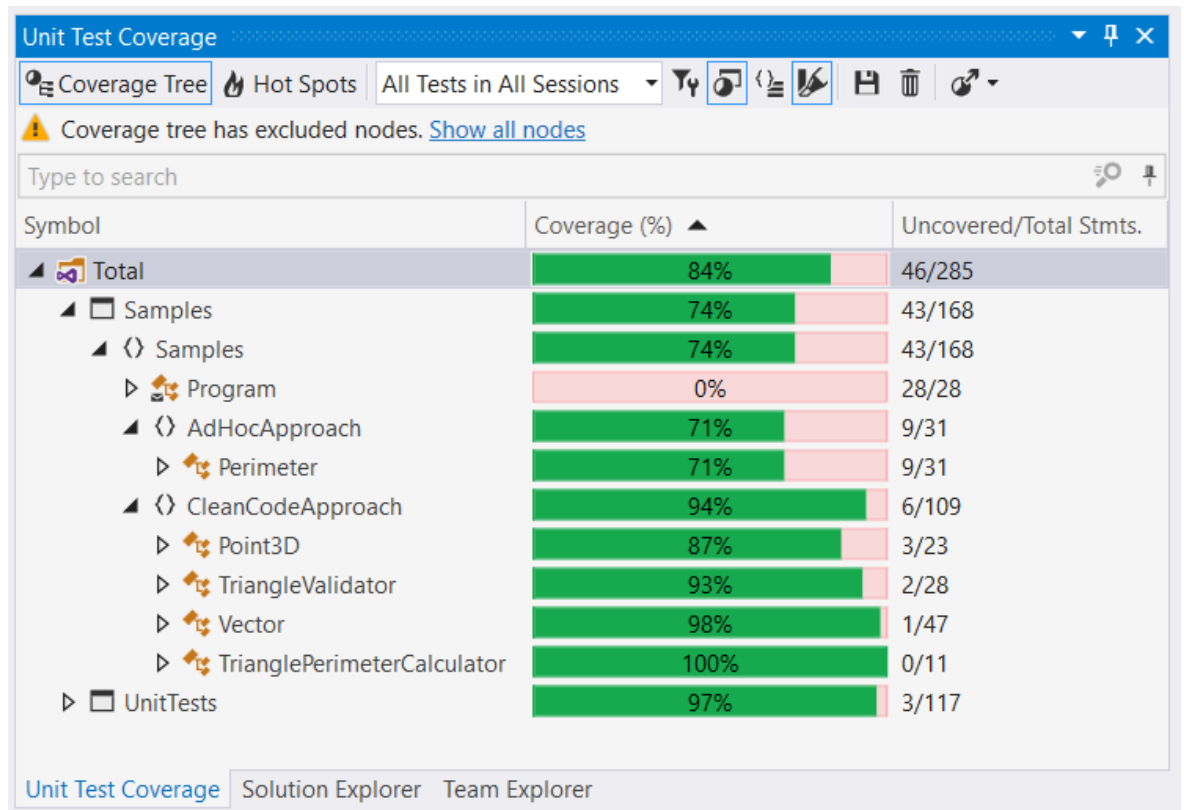 Unit Test Coverage
Coverage Tree Hot Spots All Tests in All Sessions
Coverage tree has excluded nodes. Show all nodes
Type to search
Symbol Coverage (%) Uncovered/Total Stmts.
Total 84% 46/285
Samples 74% 43/168
Samples 74% 43/168
Program 0% 28/28
AdHocApproach 71% 9/31
Perimeter 71% 9/31
CleanCodeApproach 94% 6/109
Point3D 87% 3/23
TriangleValidator 93% 2/28
Vector 98% 1/47
TrianglePerimeterCalculator 100% 0/11
UnitTests 97% 3/117
Unit Test Coverage Solution Explorer Team Explorer